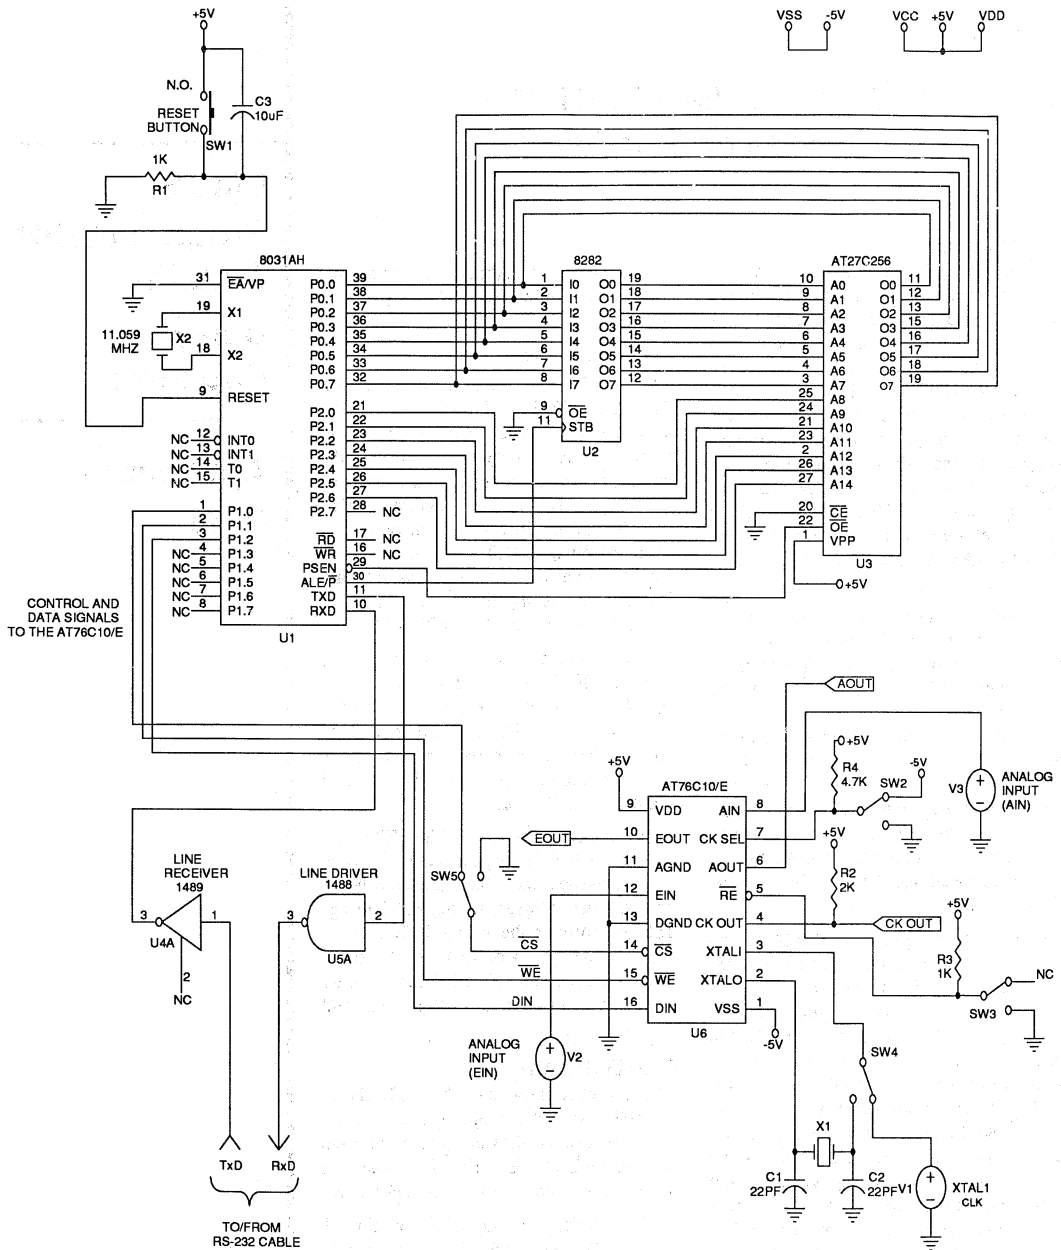 +5V
VSS -5V VCC +5V VDD
N.O.
RESET
BUTTON
SW1
C3
10uF
1K
R1
8031AH
31 EA/VP
19 X1
11.059
MHZ
X2
18 X2
9 RESET
NC 12 INT0
NC 13 INT1
NC 14 T0
NC 15 T1
1 P1.0
2 P1.1
3 P1.2
NC 4 P1.3
NC 5 P1.4
NC 6 P1.5
NC 7 P1.6
NC 8 P1.7
P0.0 39
P0.1 38
P0.2 37
P0.3 36
P0.4 35
P0.5 34
P0.6 33
P0.7 32
P2.0 21
P2.1 22
P2.2 23
P2.3 24
P2.4 25
P2.5 26
P2.6 27
P2.7 28 NC
RD 17 NC
WR 16 NC
PSEN 29
ALE/P 30
TXD 11
RXD 10
U1
8282
1 I0 O0 19
2 I1 O1 18
3 I2 O2 17
4 I3 O3 16
5 I4 O4 15
6 I5 O5 14
7 I6 O6 13
8 I7 O7 12
9 OE
11 STB
U2
AT27C256
10 A0 O0 11
9 A1 O1 12
8 A2 O2 13
7 A3 O3 15
6 A4 O4 16
5 A5 O5 17
4 A6 O6 18
3 A7 O7 19
25 A8
24 A9
21 A10
23 A11
2 A12
26 A13
27 A14
20 CE
22 OE
1 VPP
U3
+5V
CONTROL AND
DATA SIGNALS
TO THE AT76C10/E
AOUT
+5V
R4
4.7K
SW2
-5V
V3
ANALOG
INPUT
(AIN)
+5V
AT76C10/E
9 VDD AIN 8
10 EOUT CK SEL 7
11 AGND AOUT 6
12 EIN RE 5
13 DGND CK OUT 4
14 CS XTALI 3
15 WE XTALO 2
16 DIN VSS 1
U6
-5V
EOUT
+5V
R2
2K
CK OUT
+5V
R3
1K
NC
SW3
SW5
CS
WE
DIN
LINE
RECEIVER
1489
3 1
U4A
2
NC
LINE DRIVER
1488
3 2
U5A
ANALOG
INPUT
(EIN)
V2
SW4
X1
C1
22PF
C2
22PF
V1
XTAL1
CLK
TxD RxD
TO/FROM
RS-232 CABLE